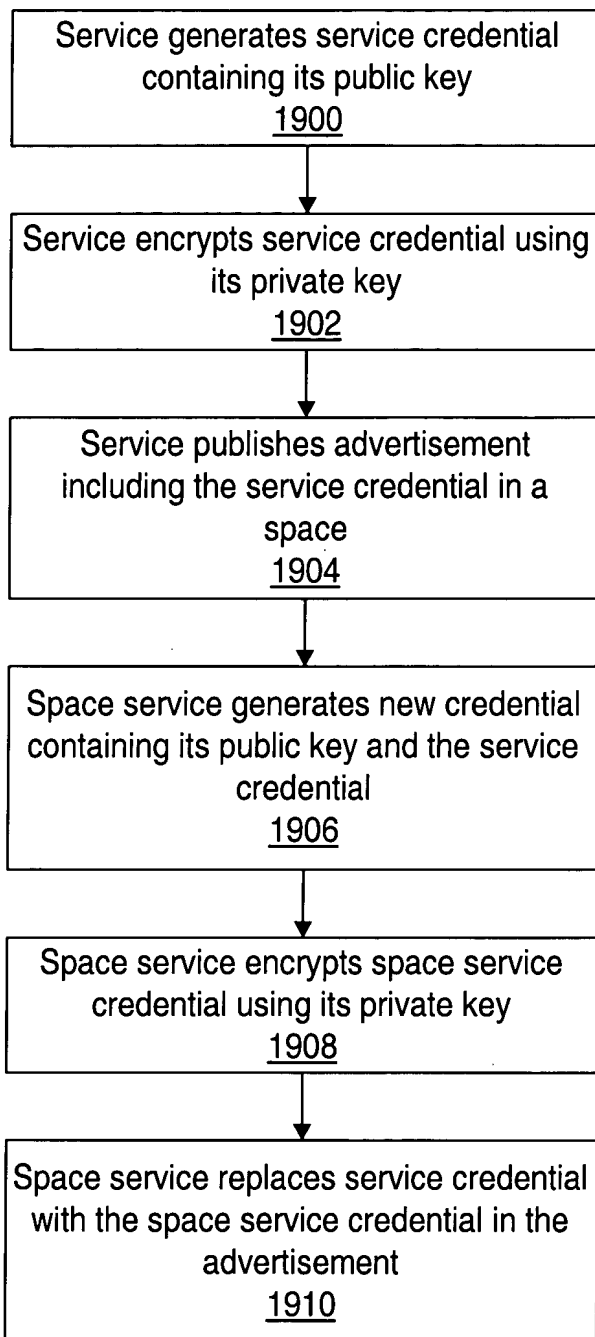 Service generates service credential
containing its public key
1900
Service encrypts service credential using
its private key
1902
Service publishes advertisement
including the service credential in a
space
1904
Space service generates new credential
containing its public key and the service
credential
1906
Space service encrypts space service
credential using its private key
1908
Space service replaces service credential
with the space service credential in the
advertisement
1910